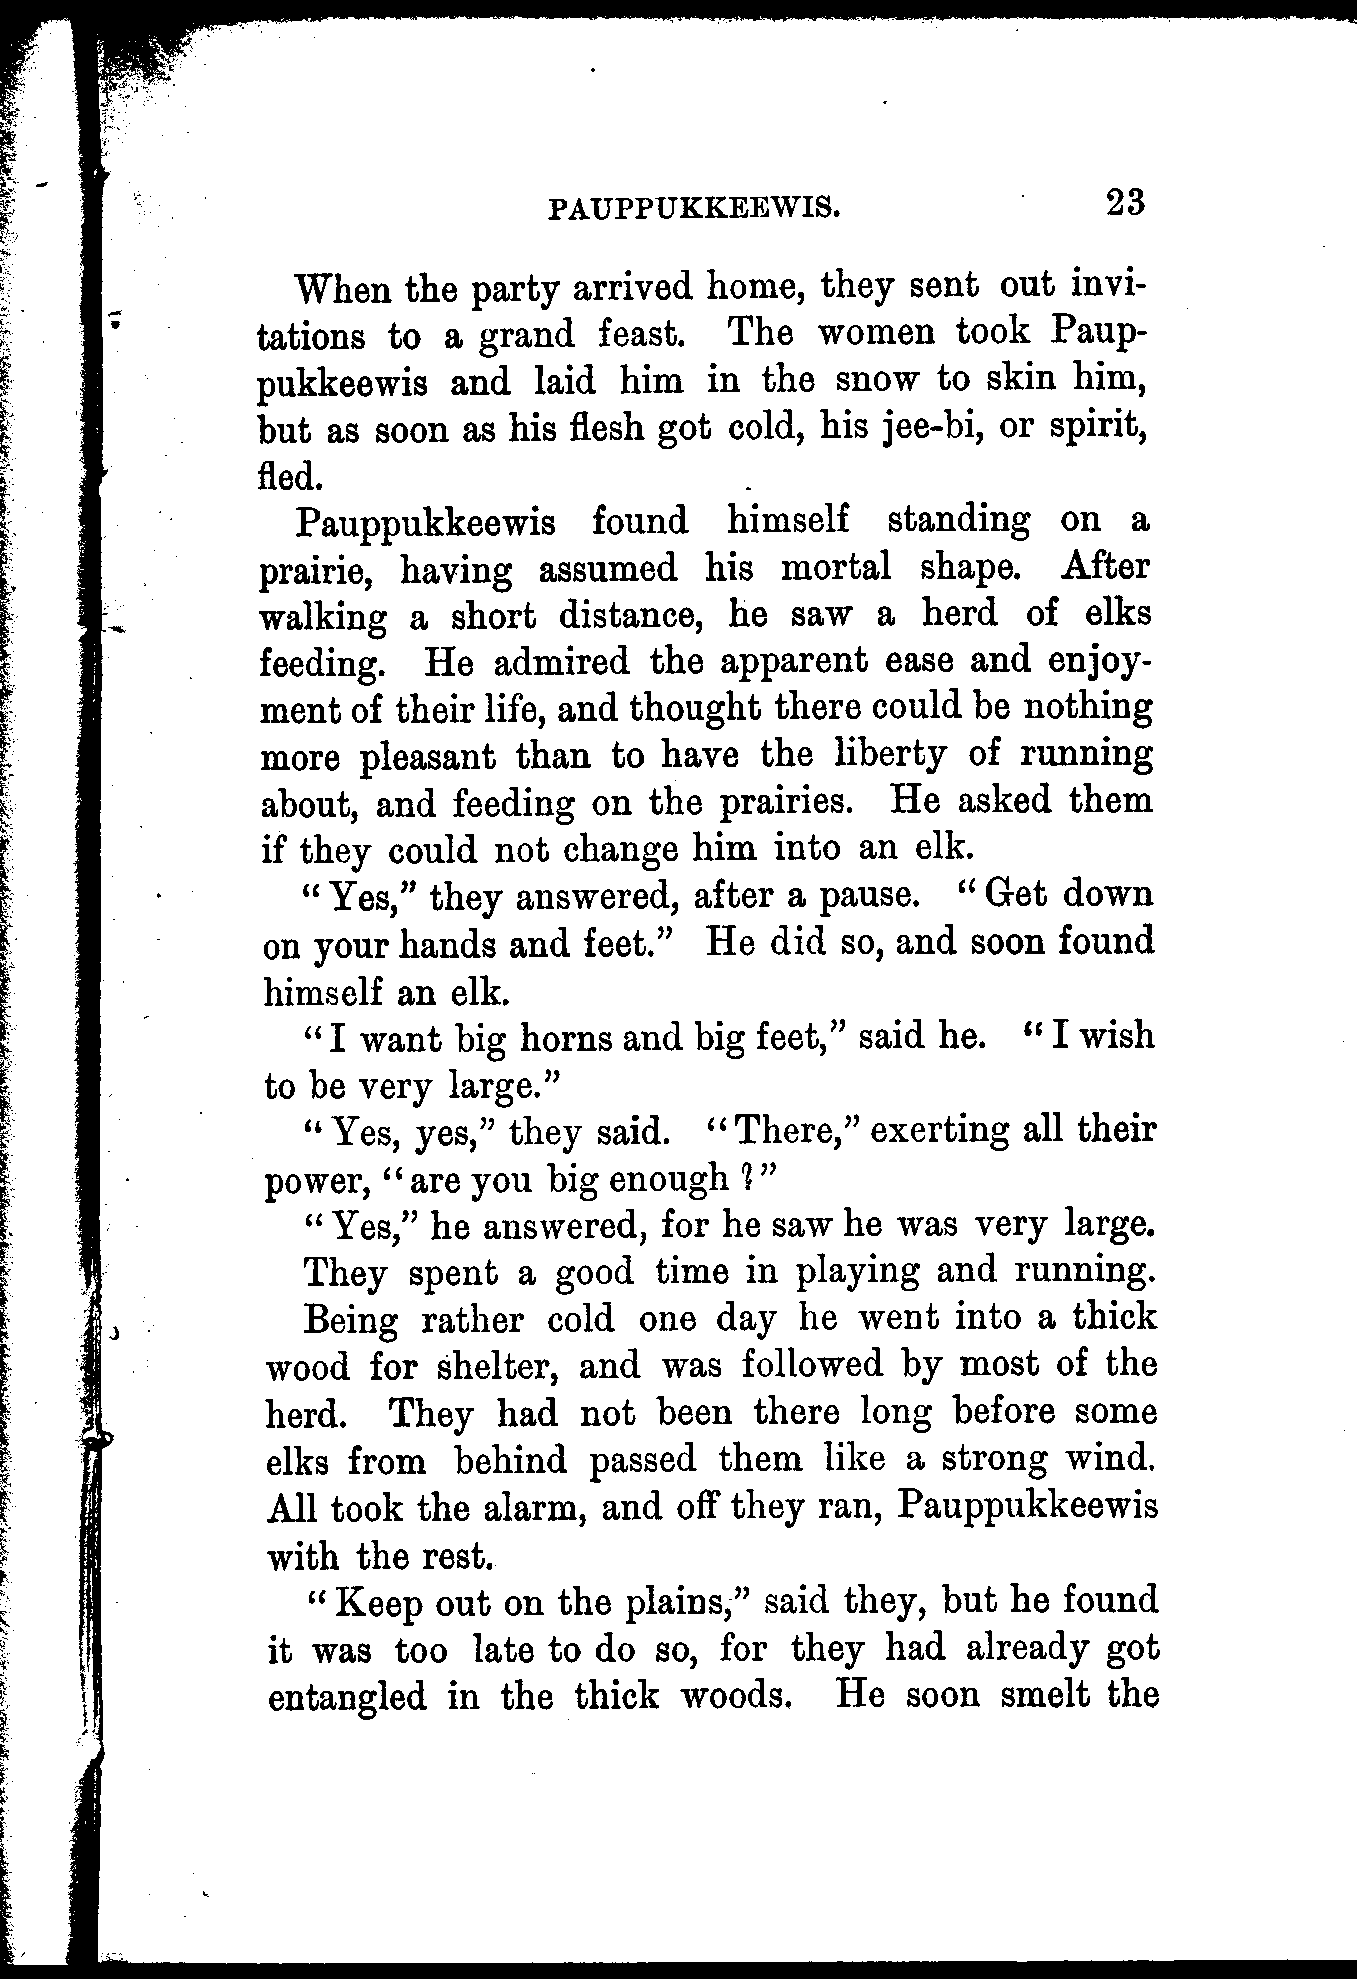 PAUPPUKKEEWIS. 23
When the party arrived home, they sent out invi-
tations to a grand feast. The women took Paup-
pukkeewis and laid him in the snow to skin him,
but as soon as his flesh got cold, his jee-bi, or spirit,
fled.
Pauppukkeewis found himself standing on a
prairie, having assumed his mortal shape. After
walking a short distance, he saw a herd of elks
feeding. He admired the apparent ease and enjoy-
ment of their life, and thought there could be nothing
more pleasant than to have the liberty of running
about, and feeding on the prairies. He asked them
if they could not change him into an elk.
“Yes,” they answered, after a pause. “Get down
on your hands and feet.” He did so, and soon found
himself an elk.
“I want big horns and big feet,” said he. “I wish
to be very large.”
“Yes, yes,” they said. “There,” exerting all their
power, “are you big enough?”
“Yes,” he answered, for he saw he was very large.
They spent a good time in playing and running.
Being rather cold one day he went into a thick
wood for shelter, and was followed by most of the
herd. They had not been there long before some
elks from behind passed them like a strong wind.
All took the alarm, and off they ran, Pauppukkeewis
with the rest.
“Keep out on the plains,” said they, but he found
it was too late to do so, for they had already got
entangled in the thick woods. He soon smelt the